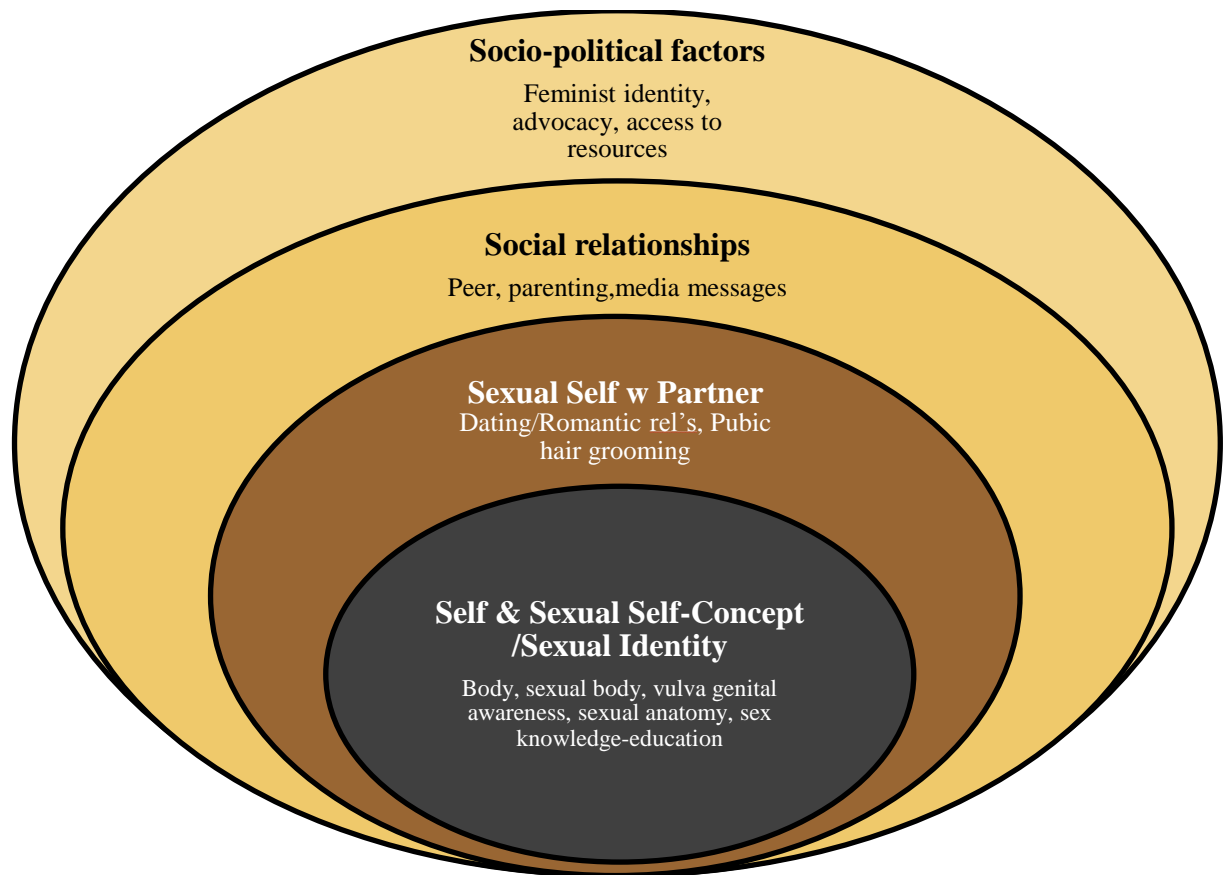 Socio-political factors
Feminist identity,
advocacy, access to
resources
Social relationships
Peer, parenting,media messages
Sexual Self w Partner
Dating/Romantic rel’s, Pubic
hair grooming
Self & Sexual Self-Concept
/Sexual Identity
Body, sexual body, vulva genital
awareness, sexual anatomy, sex
knowledge-education